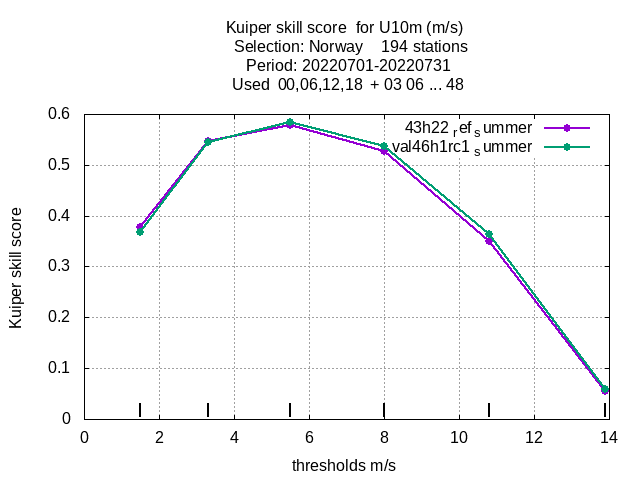 Kuiper skill score  for U10m (m/s)
Selection: Norway    194 stations
Period: 20220701-20220731
Used  00,06,12,18  + 03 06 ... 48
43h22 ref summer
val46h1rc1 summer
Kuiper skill score
0.6
0.5
0.4
0.3
0.2
0.1
0
0 2 4 6 8 10 12 14
thresholds m/s